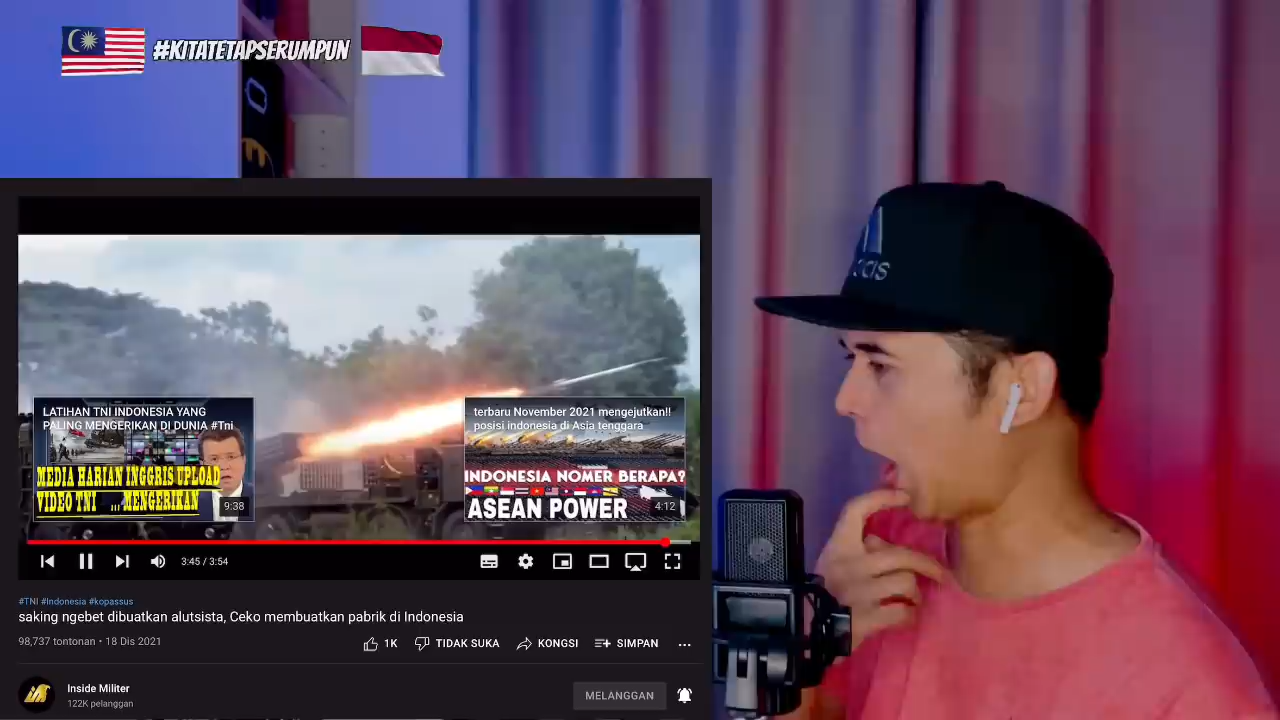 #KITATETAPSERUMPUN
LATIHAN TNI INDONESIA YANG
PALING MENGERIKAN DI DUNIA #Tni
MEDIA HARIAN INGGRIS UPLOAD
VIDEO TNI ...MENGERIKAN
9:38
terbaru November 2021 mengejutkan!!
posisi indonesia di Asia tenggara
INDONESIA NOMER BERAPA?
ASEAN POWER
4:12
3:45 / 3:54
#TNI #Indonesia #kopassus
saking ngebet dibuatkan alutsista, Ceko membuatkan pabrik di Indonesia
98,737 tontonan • 18 Dis 2021
1K
TIDAK SUKA
KONGSI
SIMPAN
Inside Militer
122K pelanggan
MELANGGAN